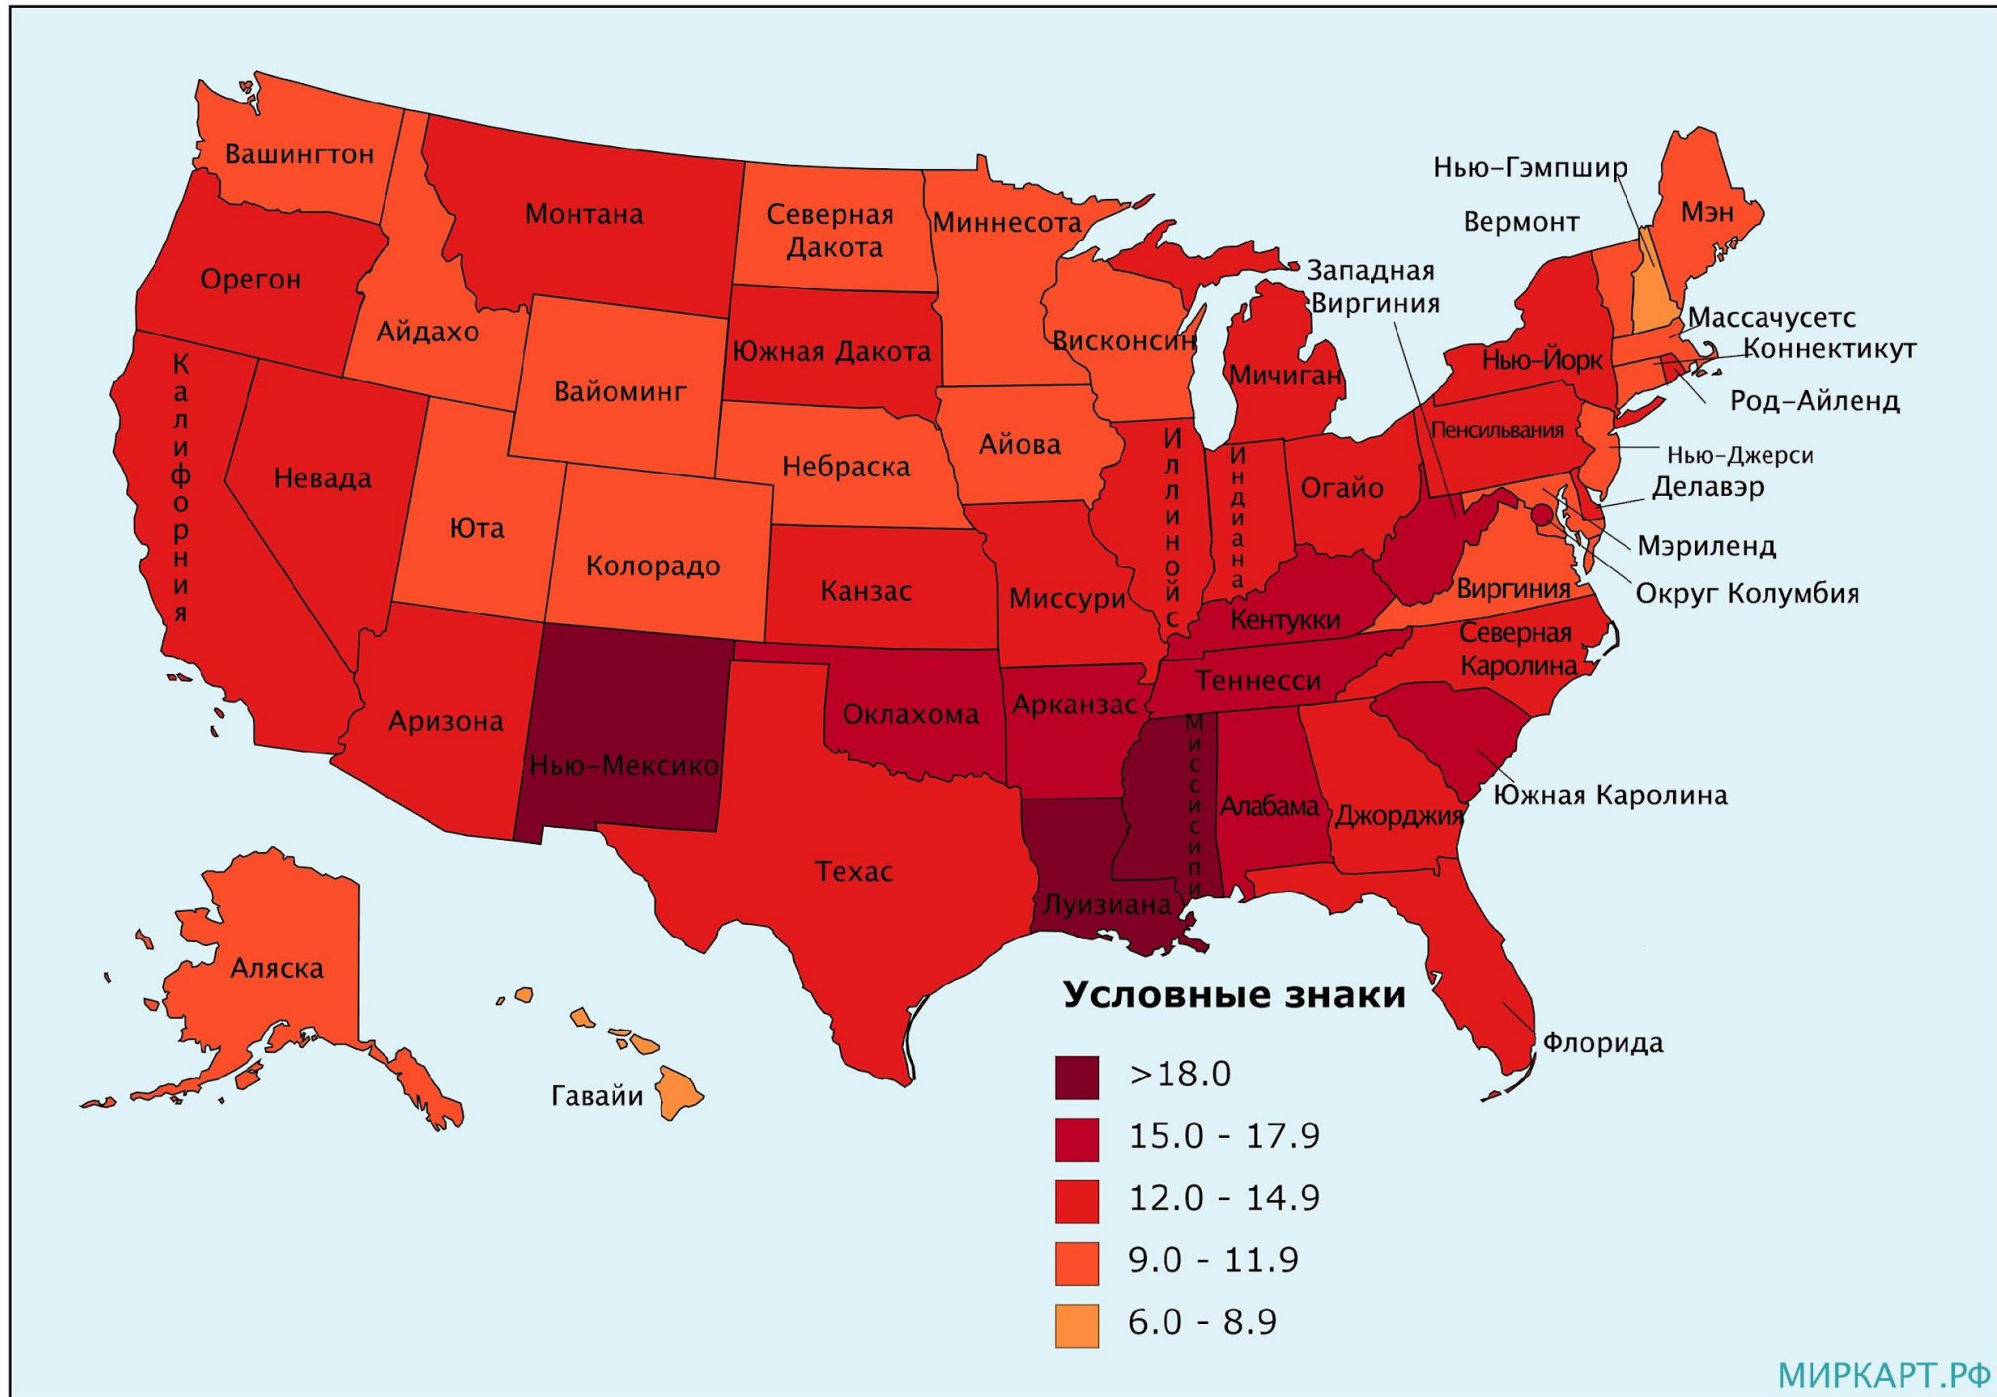 Вашингтон
Монтана
Северная
Дакота
Миннесота
Нью-Гэмпшир
Вермонт
Мэн
Орегон
Айдахо
Южная Дакота
Висконсин
Западная
Виргиния
Массачусетс
Коннектикут
Нью-Йорк
Мичиган
Род-Айленд
Калифорния
Вайоминг
Пенсильвания
Нью-Джерси
Невада
Небраска
Айова
Иллинойс
Индиана
Огайо
Делавэр
Юта
Колорадо
Мэриленд
Канзас
Миссури
Виргиния
Округ Колумбия
Кентукки
Северная
Каролина
Теннесси
Аризона
Нью-Мексико
Оклахома
Арканзас
Миссисипи
Алабама
Джорджия
Южная Каролина
Техас
Луизиана
Аляска
Гавайи
Флорида
Условные знаки
>18.0
15.0 - 17.9
12.0 - 14.9
9.0 - 11.9
6.0 - 8.9
МИРКАРТ.РФ